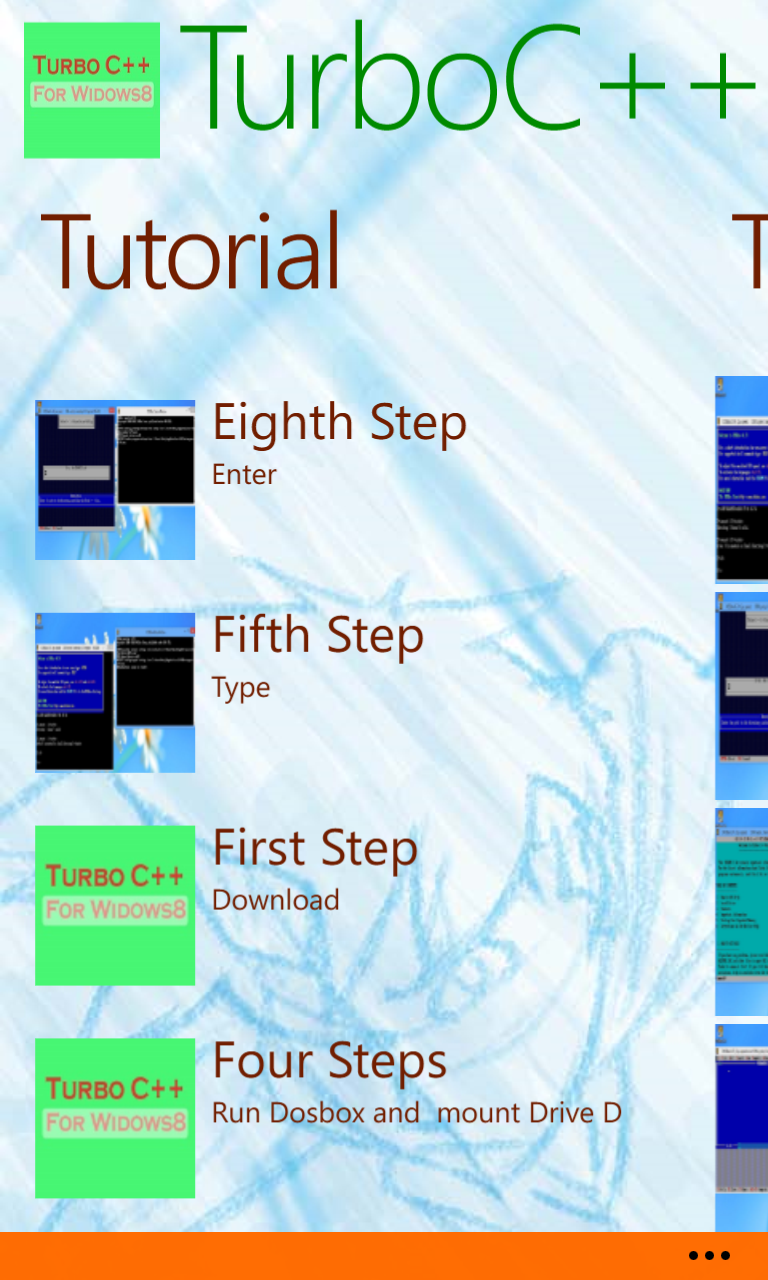 TURBO C++
FOR WIDOWS8
TurboC++
Tutorial
T
Eighth Step
Enter
Fifth Step
Type
TURBO C++
FOR WIDOWS8
First Step
Download
TURBO C++
FOR WIDOWS8
Four Steps
Run Dosbox and  mount Drive D